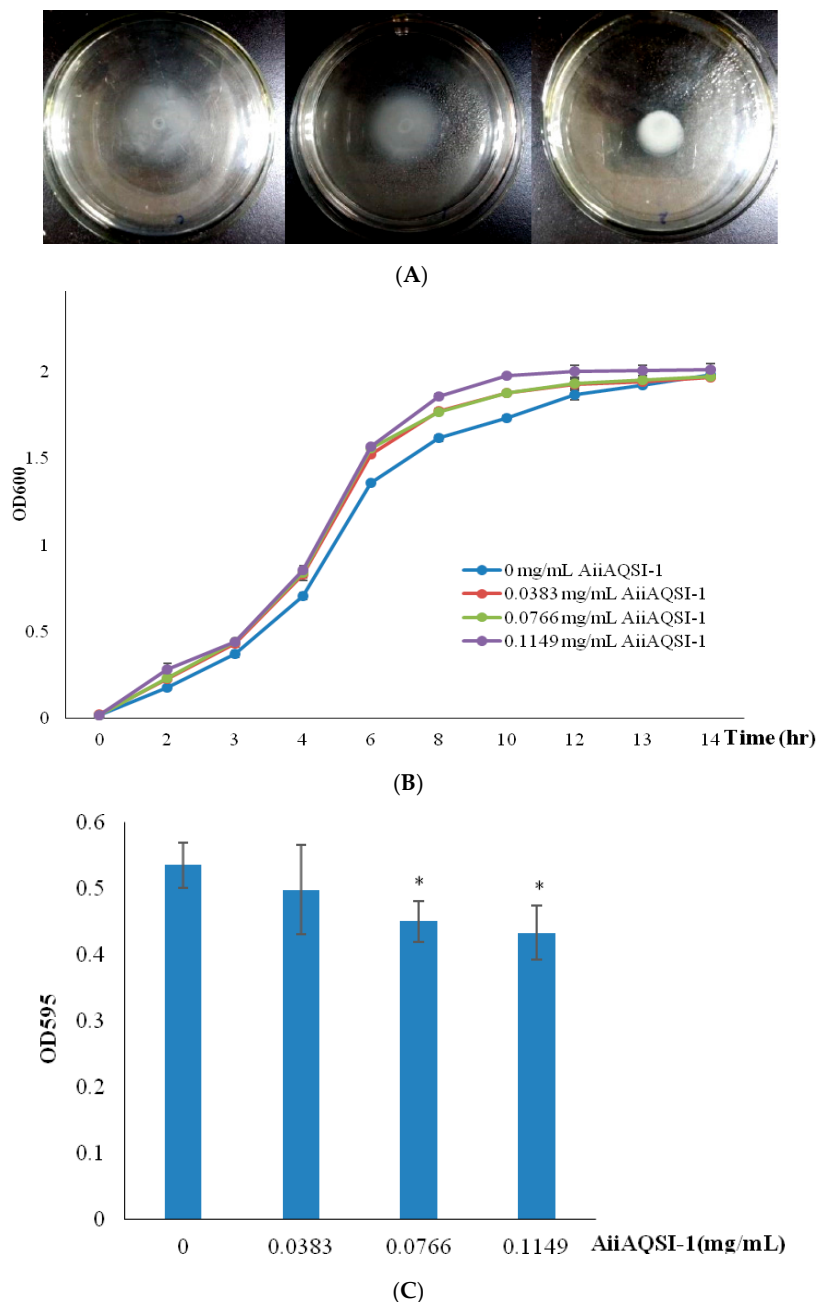 (A)
2
1.5
OD600
1
0 mg/mL AiiAQSI-1
0.0383 mg/mL AiiAQSI-1
0.0766 mg/mL AiiAQSI-1
0.5
0.1149 mg/mL AiiAQSI-1
0
0 2 3 4 6 8 10 12 13 14 Time (hr)
(B)
0.6
* *
0.5
0.4
OD595
0.3
0.2
0.1
0
0 0.0383 0.0766 0.1149 AiiAQSI-1(mg/mL)
(C)